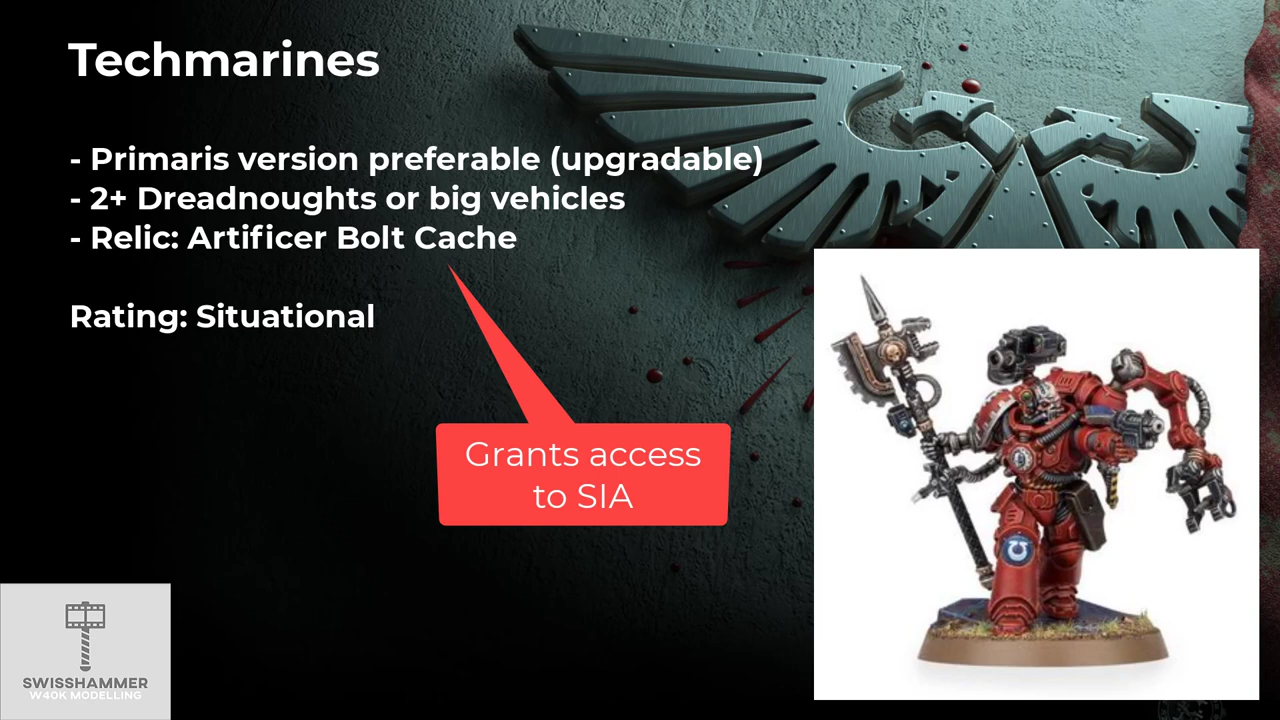 Techmarines
- Primaris version preferable (upgradable)
- 2+ Dreadnoughts or big vehicles
- Relic: Artificer Bolt Cache
Rating: Situational
Grants access
to SIA
SWISSHAMMER
W40K MODELLING